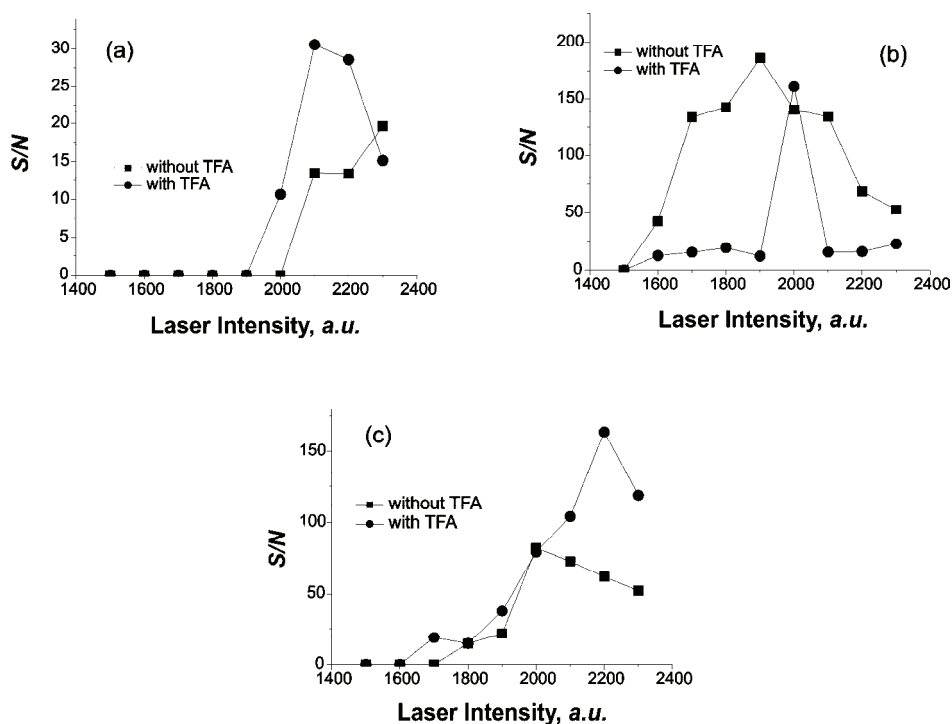 (a)
30
25
20
15
10
5
0
S/N
without TFA
with TFA
1400 1600 1800 2000 2200 2400
Laser Intensity, a.u.
(b)
200
150
100
50
0
S/N
without TFA
with TFA
1400 1600 1800 2000 2200 2400
Laser Intensity, a.u.
(c)
150
100
50
0
S/N
without TFA
with TFA
1400 1600 1800 2000 2200 2400
Laser Intensity, a.u.